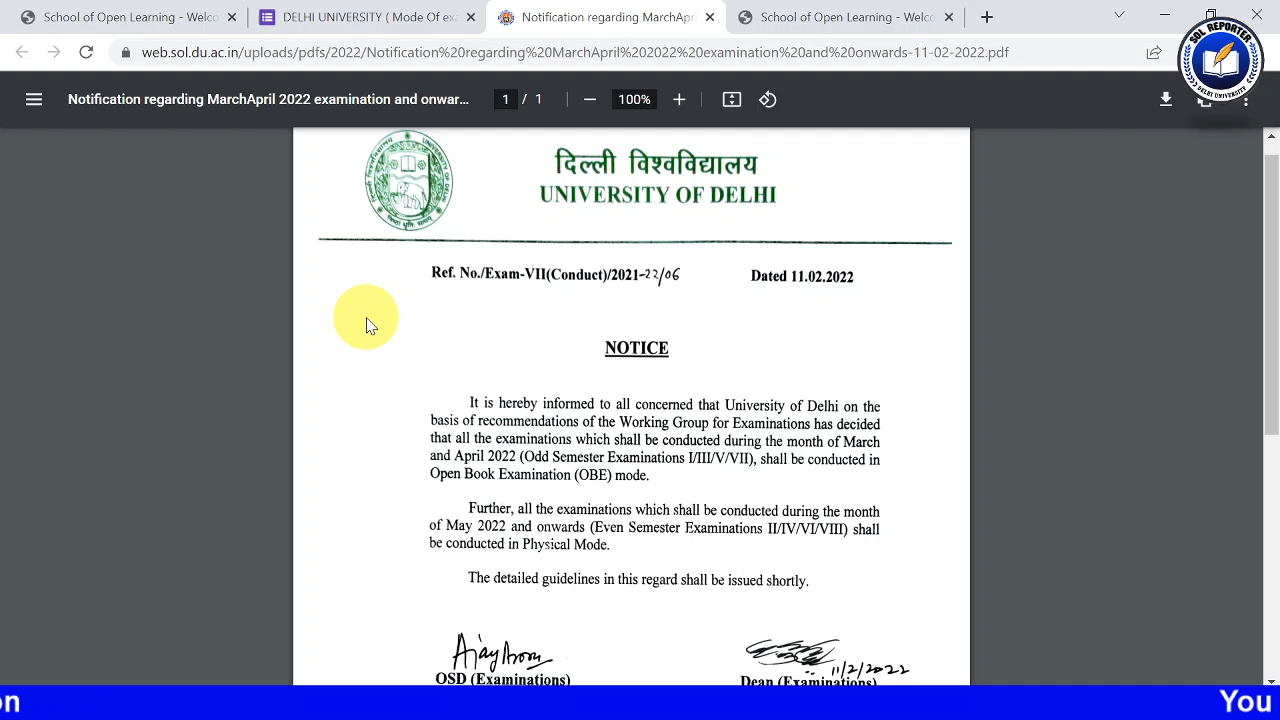 School of Open Learning - Welco
DELHI UNIVERSITY ( Mode Of Ex
Notification regarding MarchApri
School of Open Learning - Welco
web.sol.du.ac.in/uploads/pdfs/2022/Notification%20regarding%20MarchApril%202022%20examination%20and%20onwards-11-02-2022.pdf
SOL REPORTER
DELHI UNIVERSITY
Notification regarding MarchApril 2022 examination and onwar...
1 / 1
100%
दिल्ली विश्वविद्यालय
UNIVERSITY OF DELHI
Ref. No./Exam-VII(Conduct)/2021-22/06
Dated 11.02.2022
NOTICE
It is hereby informed to all concerned that University of Delhi on the
basis of recommendations of the Working Group for Examinations has decided
that all the examinations which shall be conducted during the month of March
and April 2022 (Odd Semester Examinations I/III/V/VII), shall be conducted in
Open Book Examination (OBE) mode.
Further, all the examinations which shall be conducted during the month
of May 2022 and onwards (Even Semester Examinations II/IV/VI/VIII) shall
be conducted in Physical Mode.
The detailed guidelines in this regard shall be issued shortly.
11/2/2022
OSD (Examinations)
Dean (Examinations)
on
You